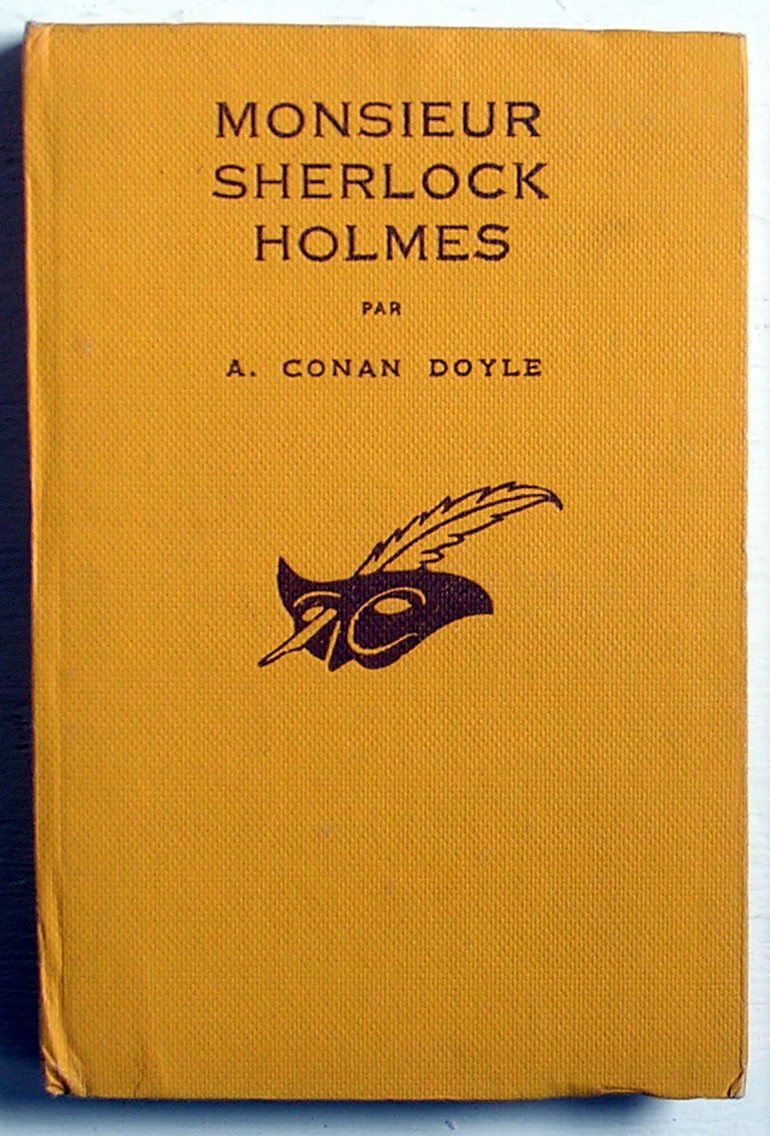 MONSIEUR
SHERLOCK
HOLMES
PAR
A. CONAN DOYLE